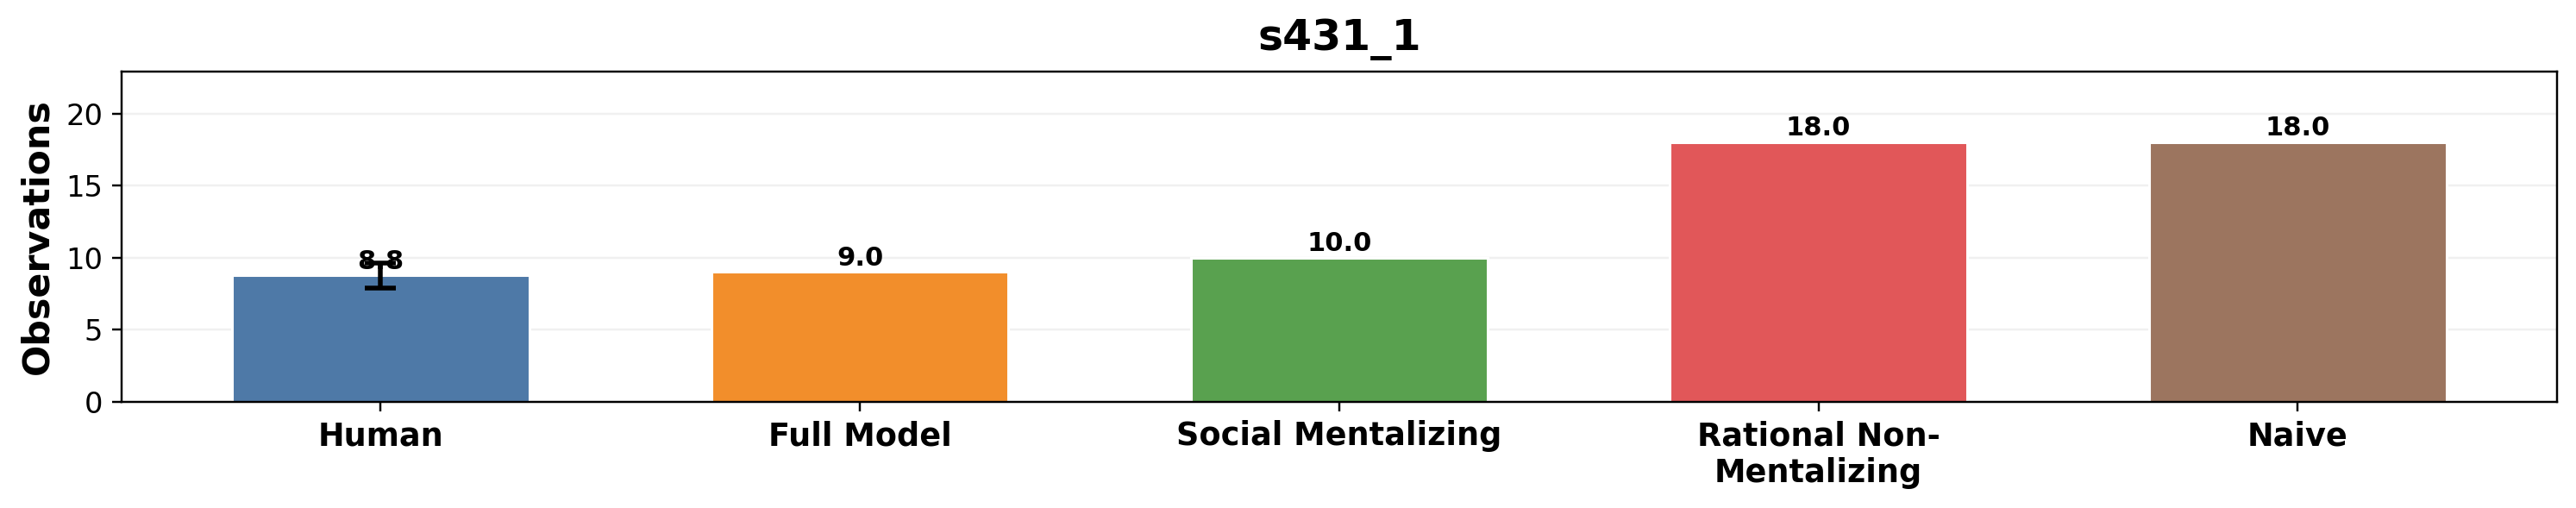 s431_1
Observations
20
15
10
5
0
8.8
9.0
10.0
18.0
18.0
Human
Full Model
Social Mentalizing
Rational Non-
Mentalizing
Naive